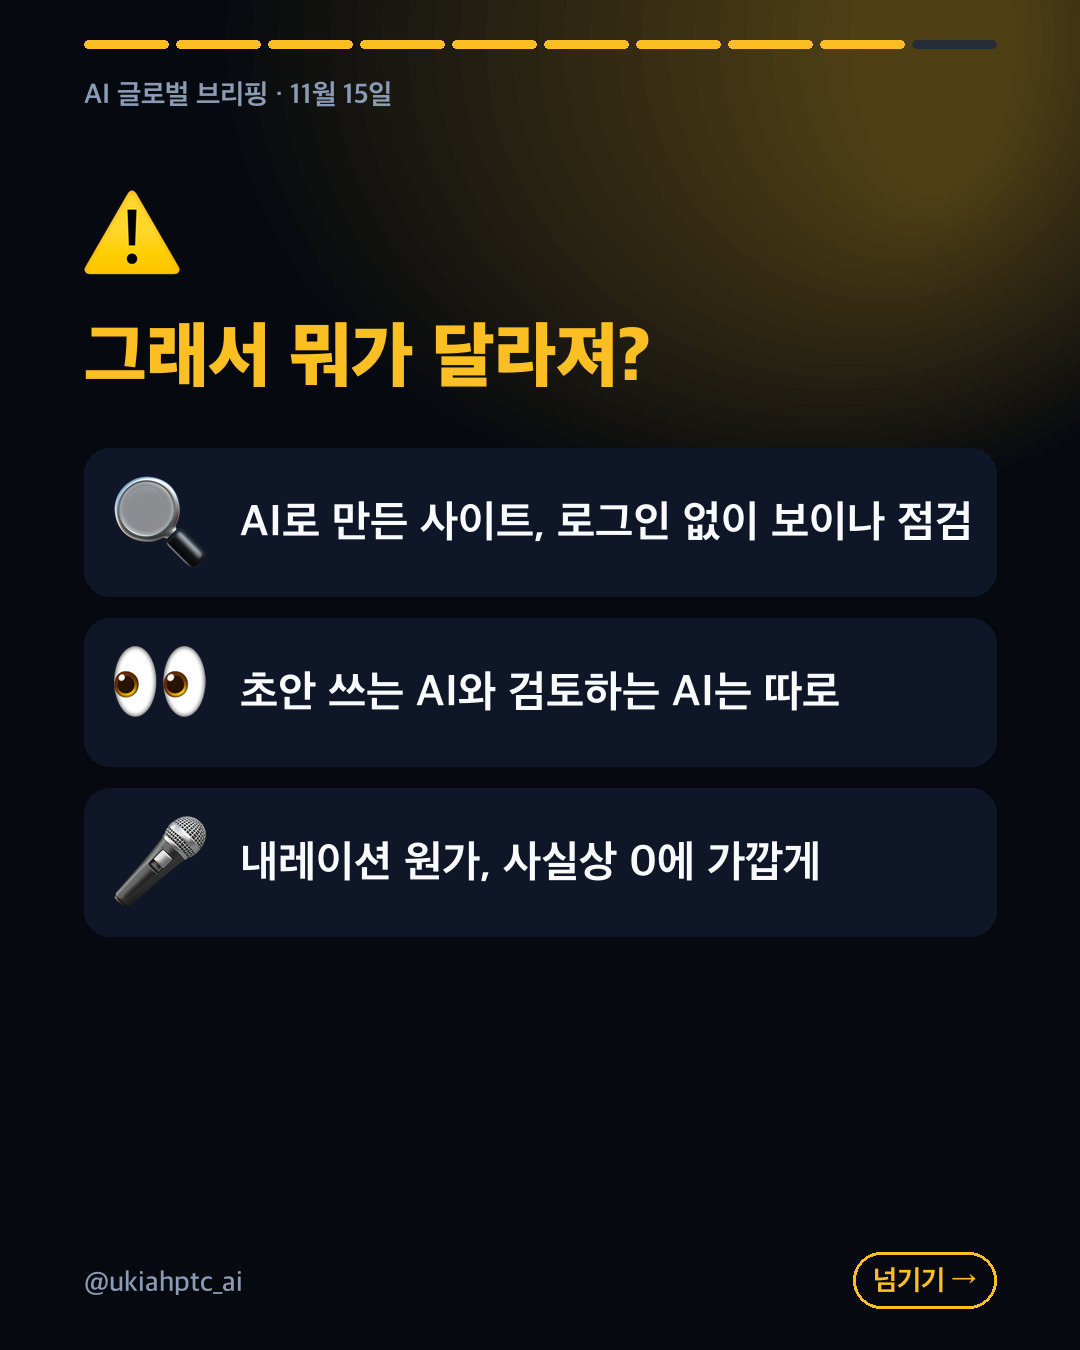 AI 글로벌 브리핑 · 11월 15일
그래서 뭐가 달라져?
AI로 만든 사이트, 로그인 없이 보이나 점검
초안 쓰는 AI와 검토하는 AI는 따로
내레이션 원가, 사실상 0에 가깝게
@ukiahptc_ai
넘기기 →